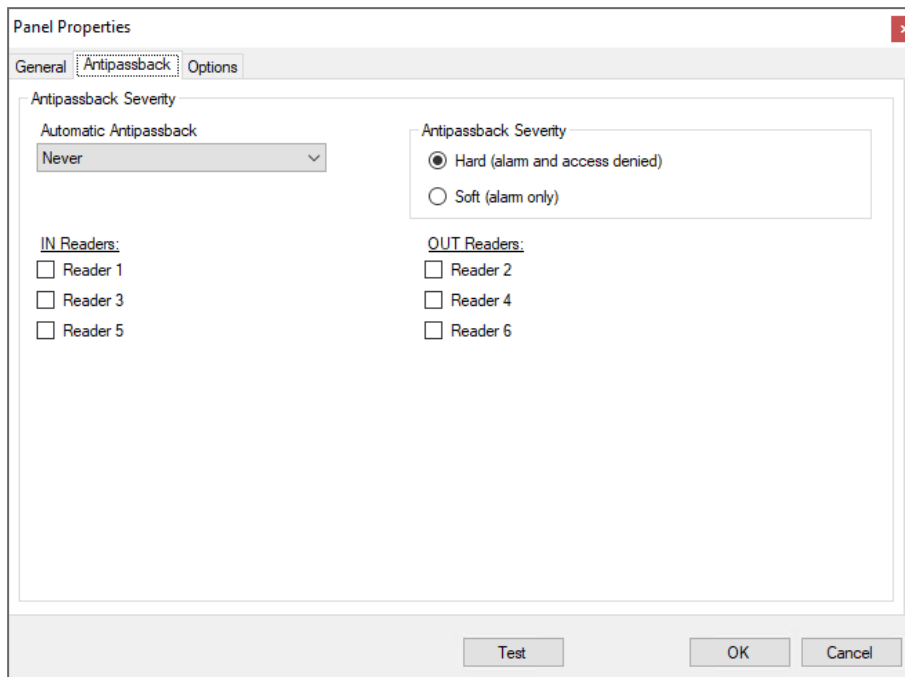 Panel Properties
General Antipassback Options
Antipassback Severity
Automatic Antipassback
Never
Antipassback Severity
Hard (alarm and access denied)
Soft (alarm only)
IN Readers:
Reader 1
Reader 3
Reader 5
OUT Readers:
Reader 2
Reader 4
Reader 6
Test OK Cancel